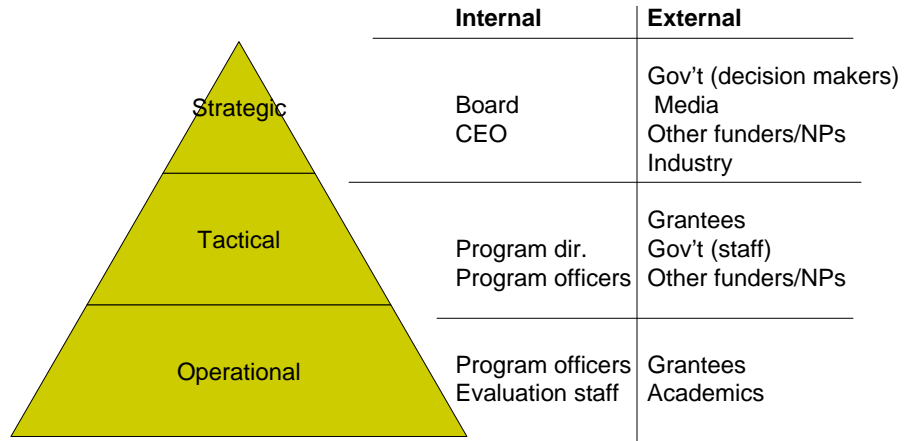 Internal External
Strategic
Board
CEO
Gov't (decision makers)
Media
Other funders/NPs
Industry
Tactical
Program dir.
Program officers
Grantees
Gov't (staff)
Other funders/NPs
Operational
Program officers
Evaluation staff
Grantees
Academics